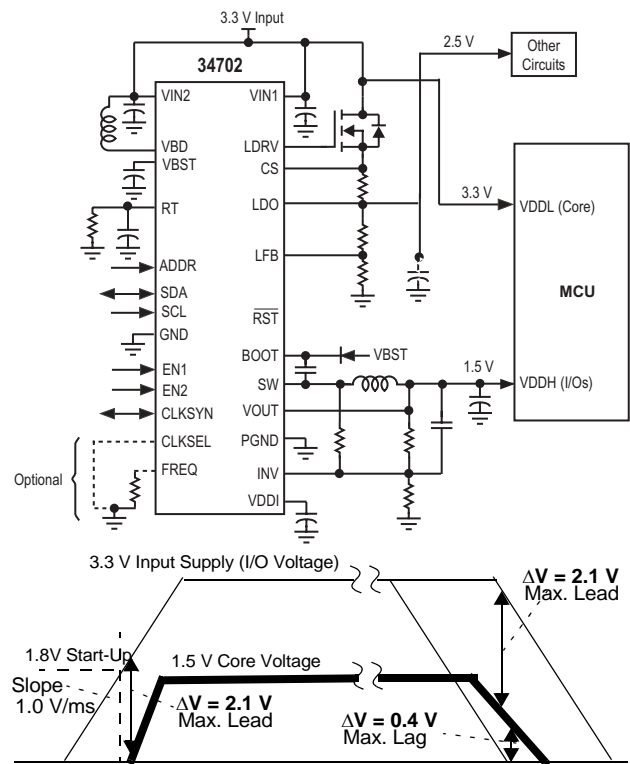 3.3 V Input
34702
VIN2
VBD
VBST
RT
ADDR
SDA
SCL
GND
EN1
EN2
CLKSYN
CLKSEL
FREQ
Optional
VIN1
LDRV
CS
LDO
LFB
RST
BOOT
SW
VOUT
PGND
INV
VDDI
VBST
2.5 V
Other
Circuits
3.3 V
VDDL (Core)
MCU
1.5 V
VDDH (I/Os)
3.3 V Input Supply (I/O Voltage)
ΔV = 2.1 V
Max. Lead
1.8V Start-Up
1.5 V Core Voltage
Slope
1.0 V/ms
ΔV = 2.1 V
Max. Lead
ΔV = 0.4 V
Max. Lag